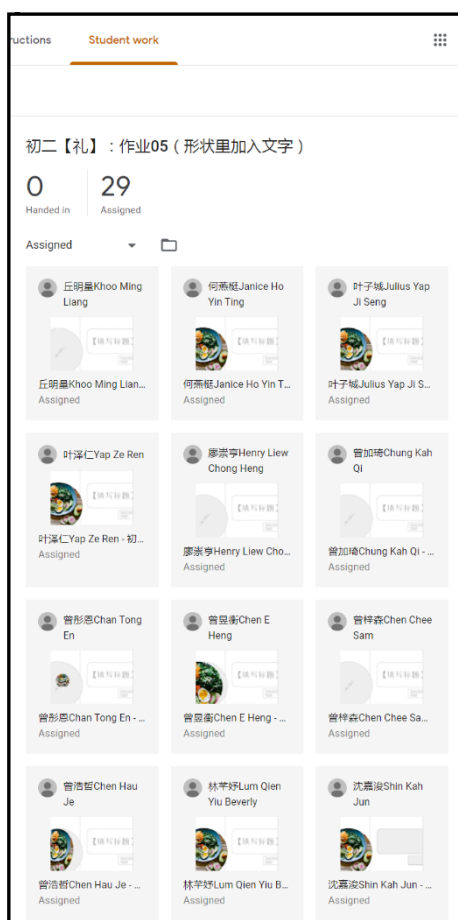 ructions Student work
初二【礼】：作业05（形状里加入文字）
0 29
Handed in Assigned
Assigned
丘明量Khoo Ming Liang
何燕梃Janice Ho Yin Ting
叶子城Julius Yap Ji Seng
【填写标题】
【填写标题】
【填写标题】
丘明量Khoo Ming Lian...
何燕梃Janice Ho Yin T...
叶子城Julius Yap Ji S...
Assigned
Assigned
Assigned
叶泽仁Yap Ze Ren
廖崇亨Henry Liew Chong Heng
曾加琦Chung Kah Qi
【填写标题】
【填写标题】
【填写标题】
叶泽仁Yap Ze Ren - 初...
廖崇亨Henry Liew Cho...
曾加琦Chung Kah Qi - ...
Assigned
Assigned
Assigned
曾彤恩Chan Tong En
曾昱衡Chen E Heng
曾梓森Chen Chee Sam
【填写标题】
【填写标题】
【填写标题】
曾彤恩Chan Tong En - ...
曾昱衡Chen E Heng - ...
曾梓森Chen Chee Sa...
Assigned
Assigned
Assigned
曾浩哲Chen Hau Je
林芊妤Lum Qien Yiu Beverly
沈嘉浚Shin Kah Jun
【填写标题】
【填写标题】
曾浩哲Chen Hau Je - ...
林芊妤Lum Qien Yiu B...
沈嘉浚Shin Kah Jun - ...
Assigned
Assigned
Assigned